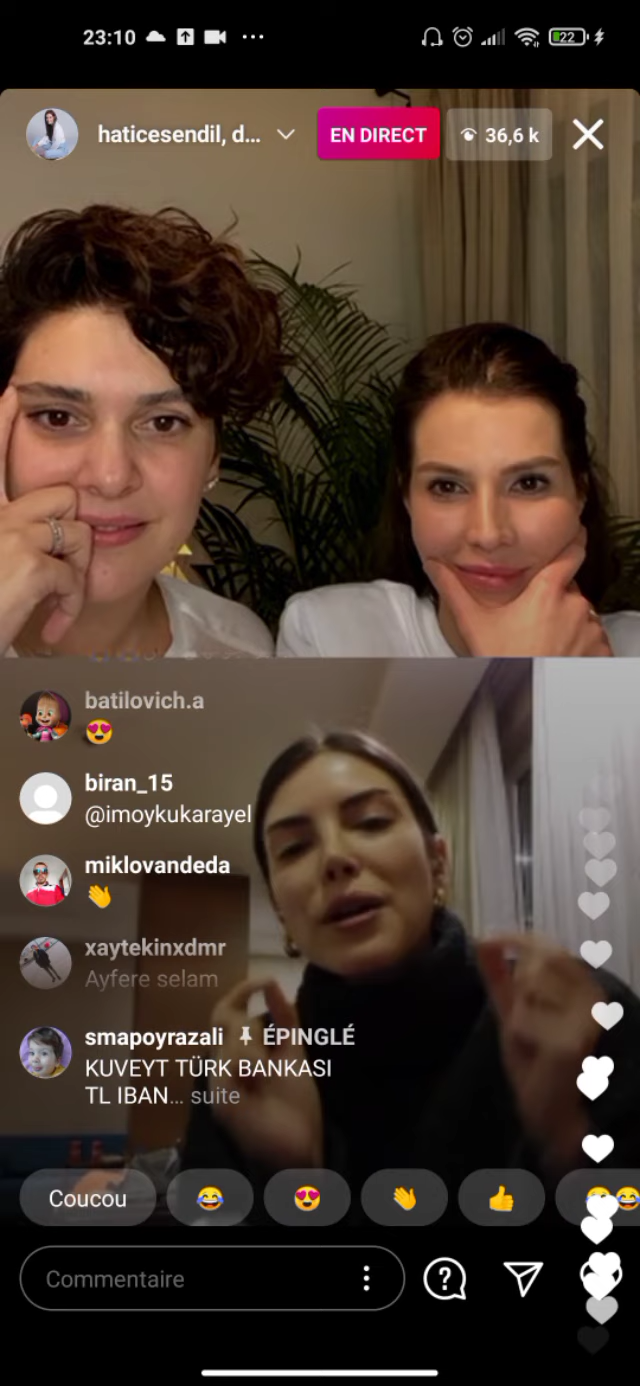 23:10
22
haticesendil, d...
EN DIRECT
36,6 k
batilovich.a
😍
biran_15
@imoykukarayel
miklovandeda
👋
xaytekinxdmr
Ayfere selam
smapoyrazali ÉPINGLÉ
KUVEYT TÜRK BANKASI
TL IBAN... suite
Coucou 😂 😍 👋 👍 😂
Commentaire